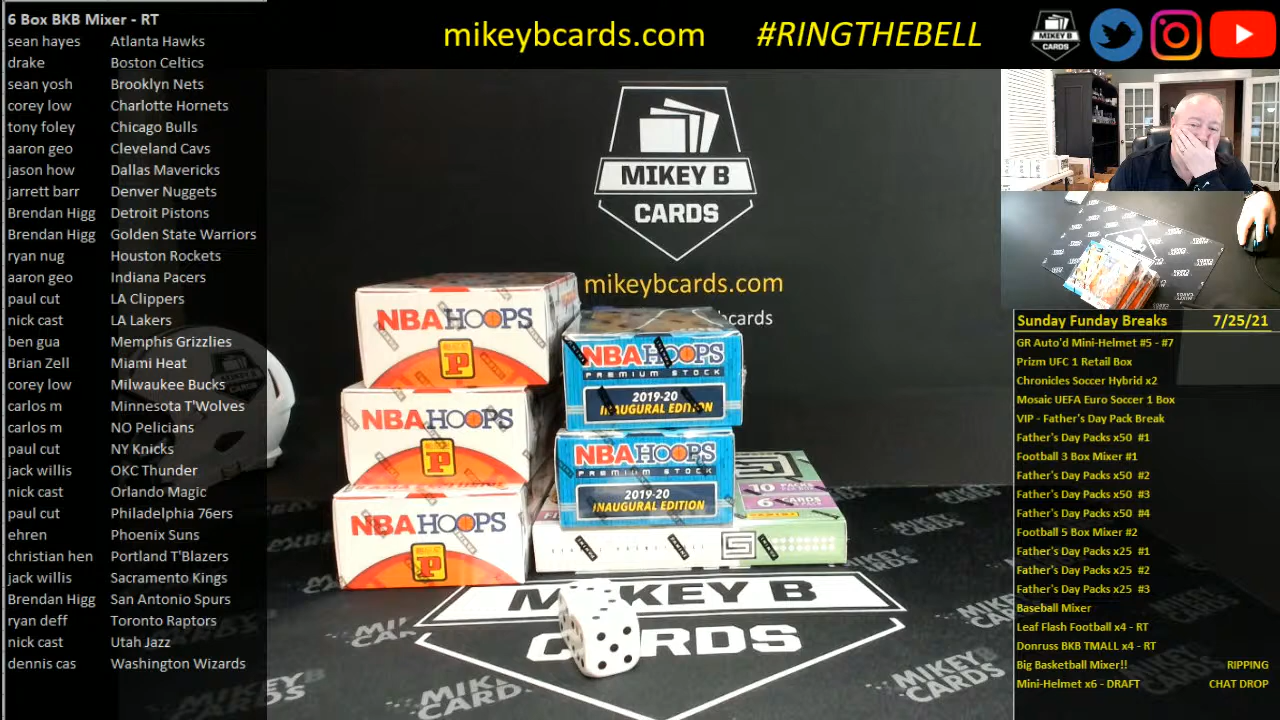 6 Box BKB Mixer - RT
sean hayes Atlanta Hawks
drake Boston Celtics
sean yosh Brooklyn Nets
corey low Charlotte Hornets
tony foley Chicago Bulls
aaron geo Cleveland Cavs
jason how Dallas Mavericks
jarrett barr Denver Nuggets
Brendan Higg Detroit Pistons
Brendan Higg Golden State Warriors
ryan nug Houston Rockets
aaron geo Indiana Pacers
paul cut LA Clippers
nick cast LA Lakers
ben gua Memphis Grizzlies
Brian Zell Miami Heat
corey low Milwaukee Bucks
carlos m Minnesota T'Wolves
carlos m NO Pelicians
paul cut NY Knicks
jack willis OKC Thunder
nick cast Orlando Magic
paul cut Philadelphia 76ers
ehren Phoenix Suns
christian hen Portland T'Blazers
jack willis Sacramento Kings
Brendan Higg San Antonio Spurs
ryan deff Toronto Raptors
nick cast Utah Jazz
dennis cas Washington Wizards
mikeybcards.com #RINGTHEBELL
MIKEY B
CARDS
MIKEY B
CARDS
mikeybcards.com
NBA HOOPS
P
NBA HOOPS
P
NBA HOOPS
P
NBA HOOPS
PREMIUM STOCK
2019-20
INAUGURAL EDITION
NBA HOOPS
PREMIUM STOCK
2019-20
INAUGURAL EDITION
10 PACKS
6 CARDS
MIKEY B
CARDS
Sunday Funday Breaks 7/25/21
GR Auto'd Mini-Helmet #5 - #7
Prizm UFC 1 Retail Box
Chronicles Soccer Hybrid x2
Mosaic UEFA Euro Soccer 1 Box
VIP - Father's Day Pack Break
Father's Day Packs x50 #1
Football 3 Box Mixer #1
Father's Day Packs x50 #2
Father's Day Packs x50 #3
Father's Day Packs x50 #4
Football 5 Box Mixer #2
Father's Day Packs x25 #1
Father's Day Packs x25 #2
Father's Day Packs x25 #3
Baseball Mixer
Leaf Flash Football x4 - RT
Donruss BKB TMALL x4 - RT
Big Basketball Mixer!! RIPPING
Mini-Helmet x6 - DRAFT CHAT DROP